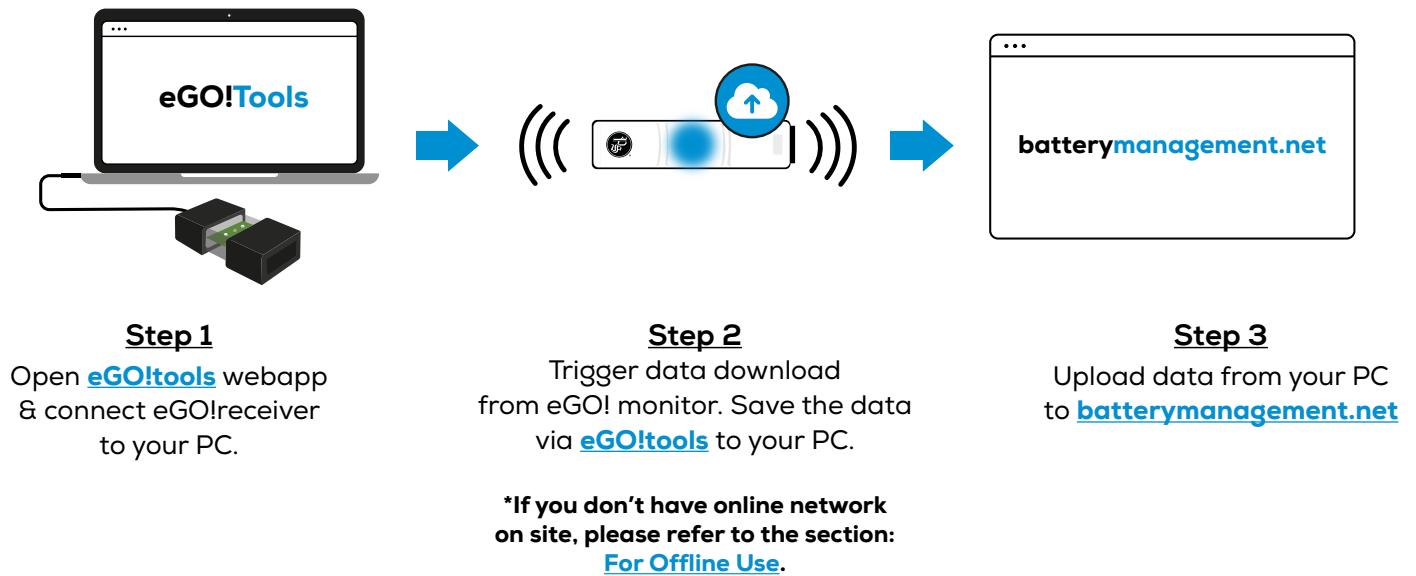 eGO!Tools
batterymanagement.net
Step 1
Open eGO!tools webapp
& connect eGO!receiver
to your PC.
Step 2
Trigger data download
from eGO! monitor. Save the data
via eGO!tools to your PC.
*If you don't have online network
on site, please refer to the section:
For Offline Use.
Step 3
Upload data from your PC
to batterymanagement.net